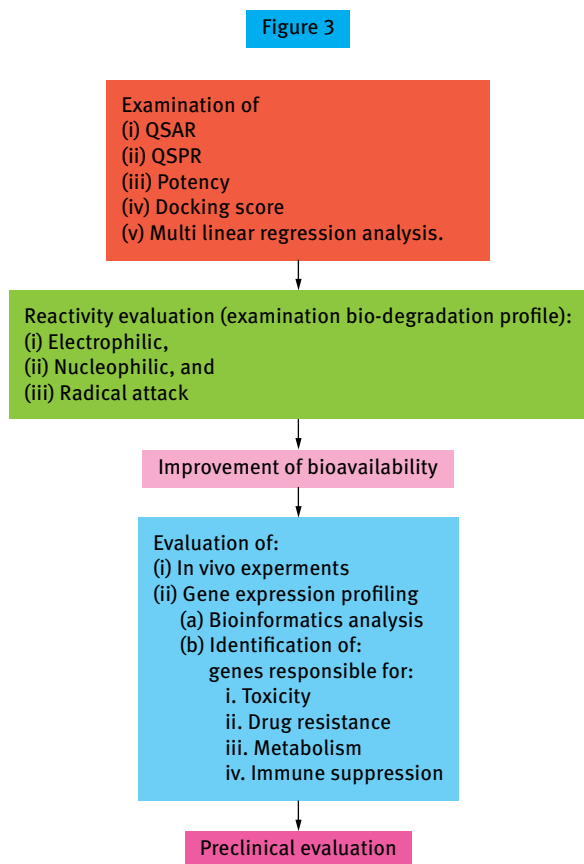 Figure 3
Examination of
(i) QSAR
(ii) QSPR
(iii) Potency
(iv) Docking score
(v) Multi linear regression analysis.
Reactivity evaluation (examination bio-degradation profile):
(i) Electrophilic,
(ii) Nucleophilic, and
(iii) Radical attack
Improvement of bioavailability
Evaluation of:
(i) In vivo experments
(ii) Gene expression profiling
(a) Bioinformatics analysis
(b) Identification of:
genes responsible for:
i. Toxicity
ii. Drug resistance
iii. Metabolism
iv. Immune suppression
Preclinical evaluation